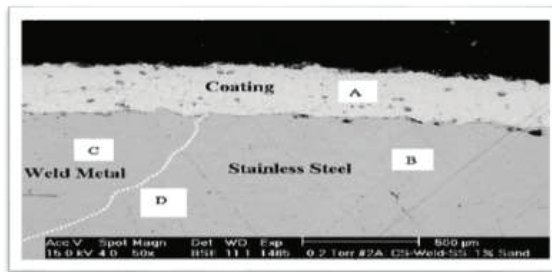 Coating
A
C
B
Weld Metal
Stainless Steel
D
Acc.V Spot Magn Det WD Exp 500 µm
15.0 kV 4.0 50x BSE 11.1 1465 0.2 Torr #2A CS-Weld-SS 1% Sand